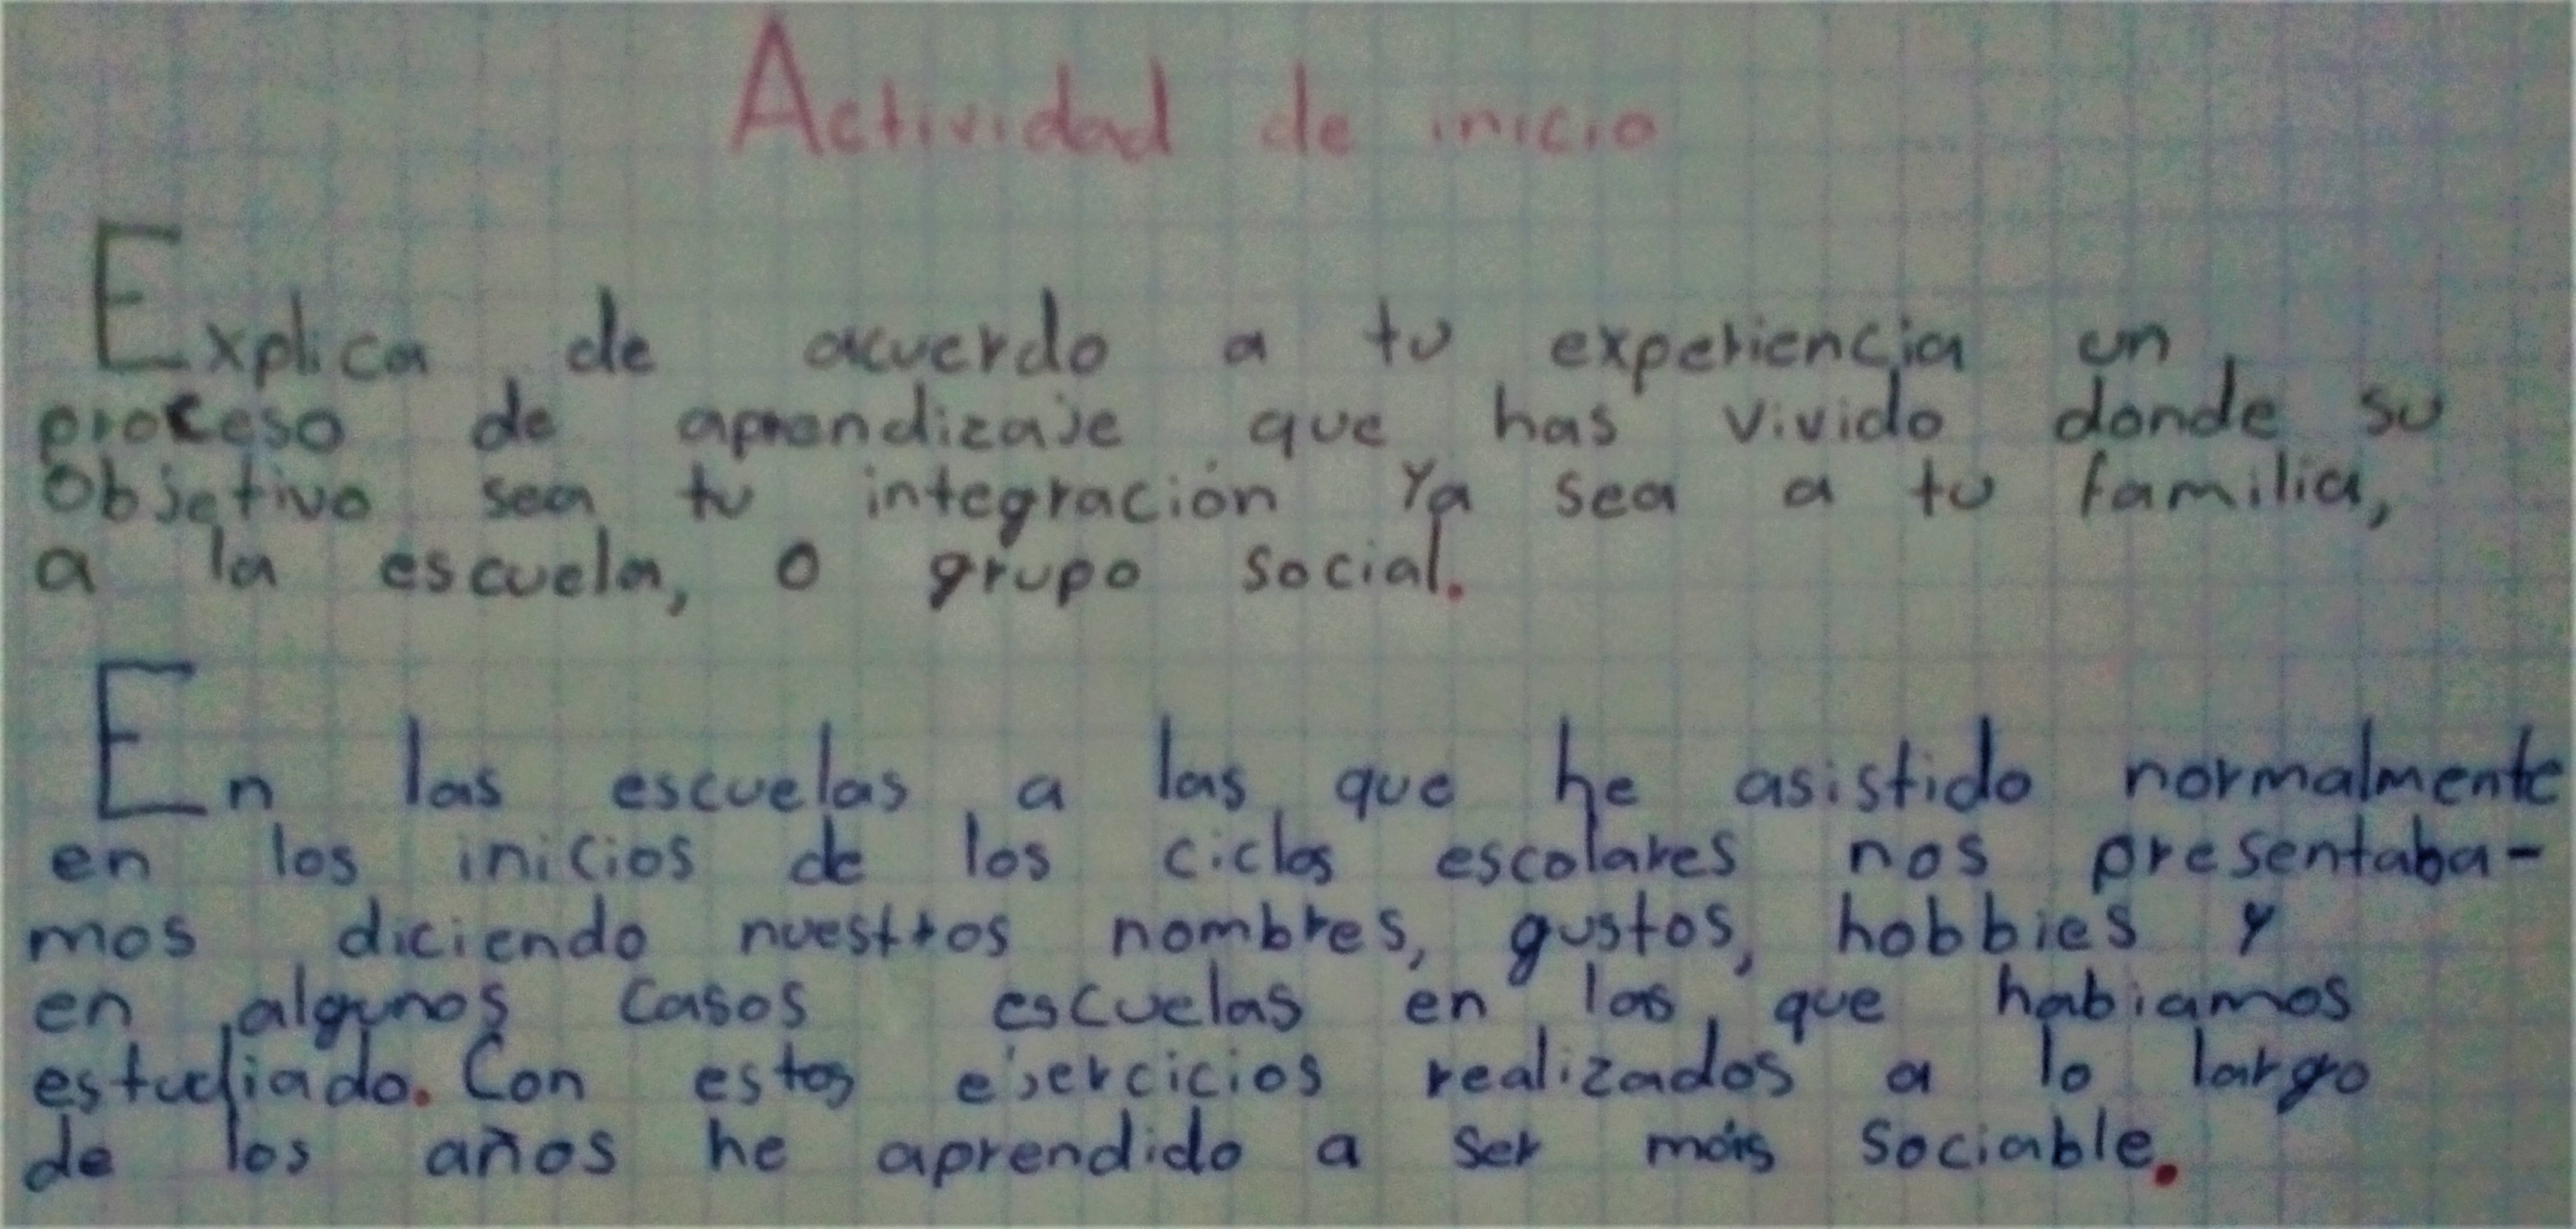 Actividad de inicio
Explica de acuerdo a tu experiencia un
proceso de aprendizaje que has vivido donde su
objetivo sea tu integración ya sea a tu familia,
a la escuela, o grupo social.
En las escuelas a las que he asistido normalmente
en los inicios de los ciclos escolares nos presentaba-
mos diciendo nuestros nombres, gustos, hobbies y
en algunos casos escuelas en las que habiamos
estudiado. Con estos ejercicios realizados a lo largo
de los años he aprendido a ser más sociable.